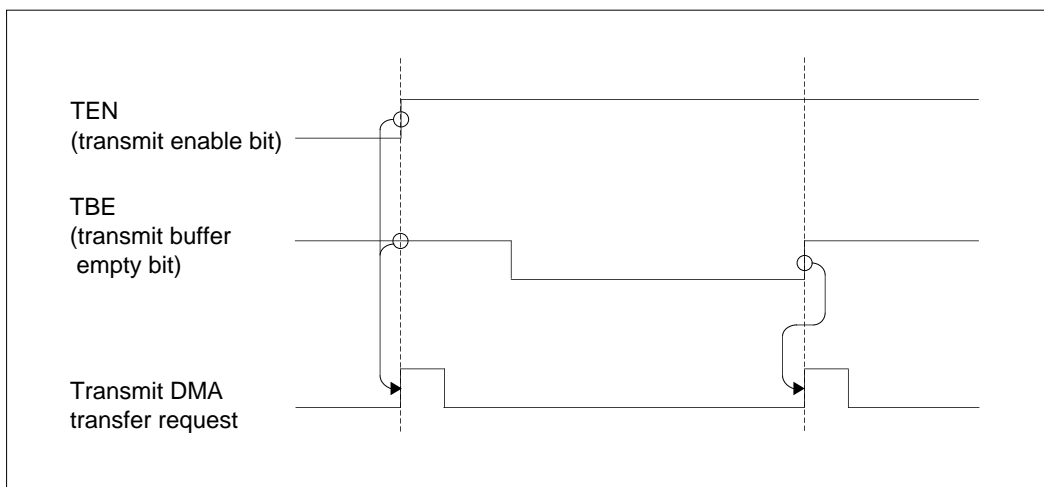 TEN
(transmit enable bit)
TBE
(transmit buffer
empty bit)
Transmit DMA
transfer request